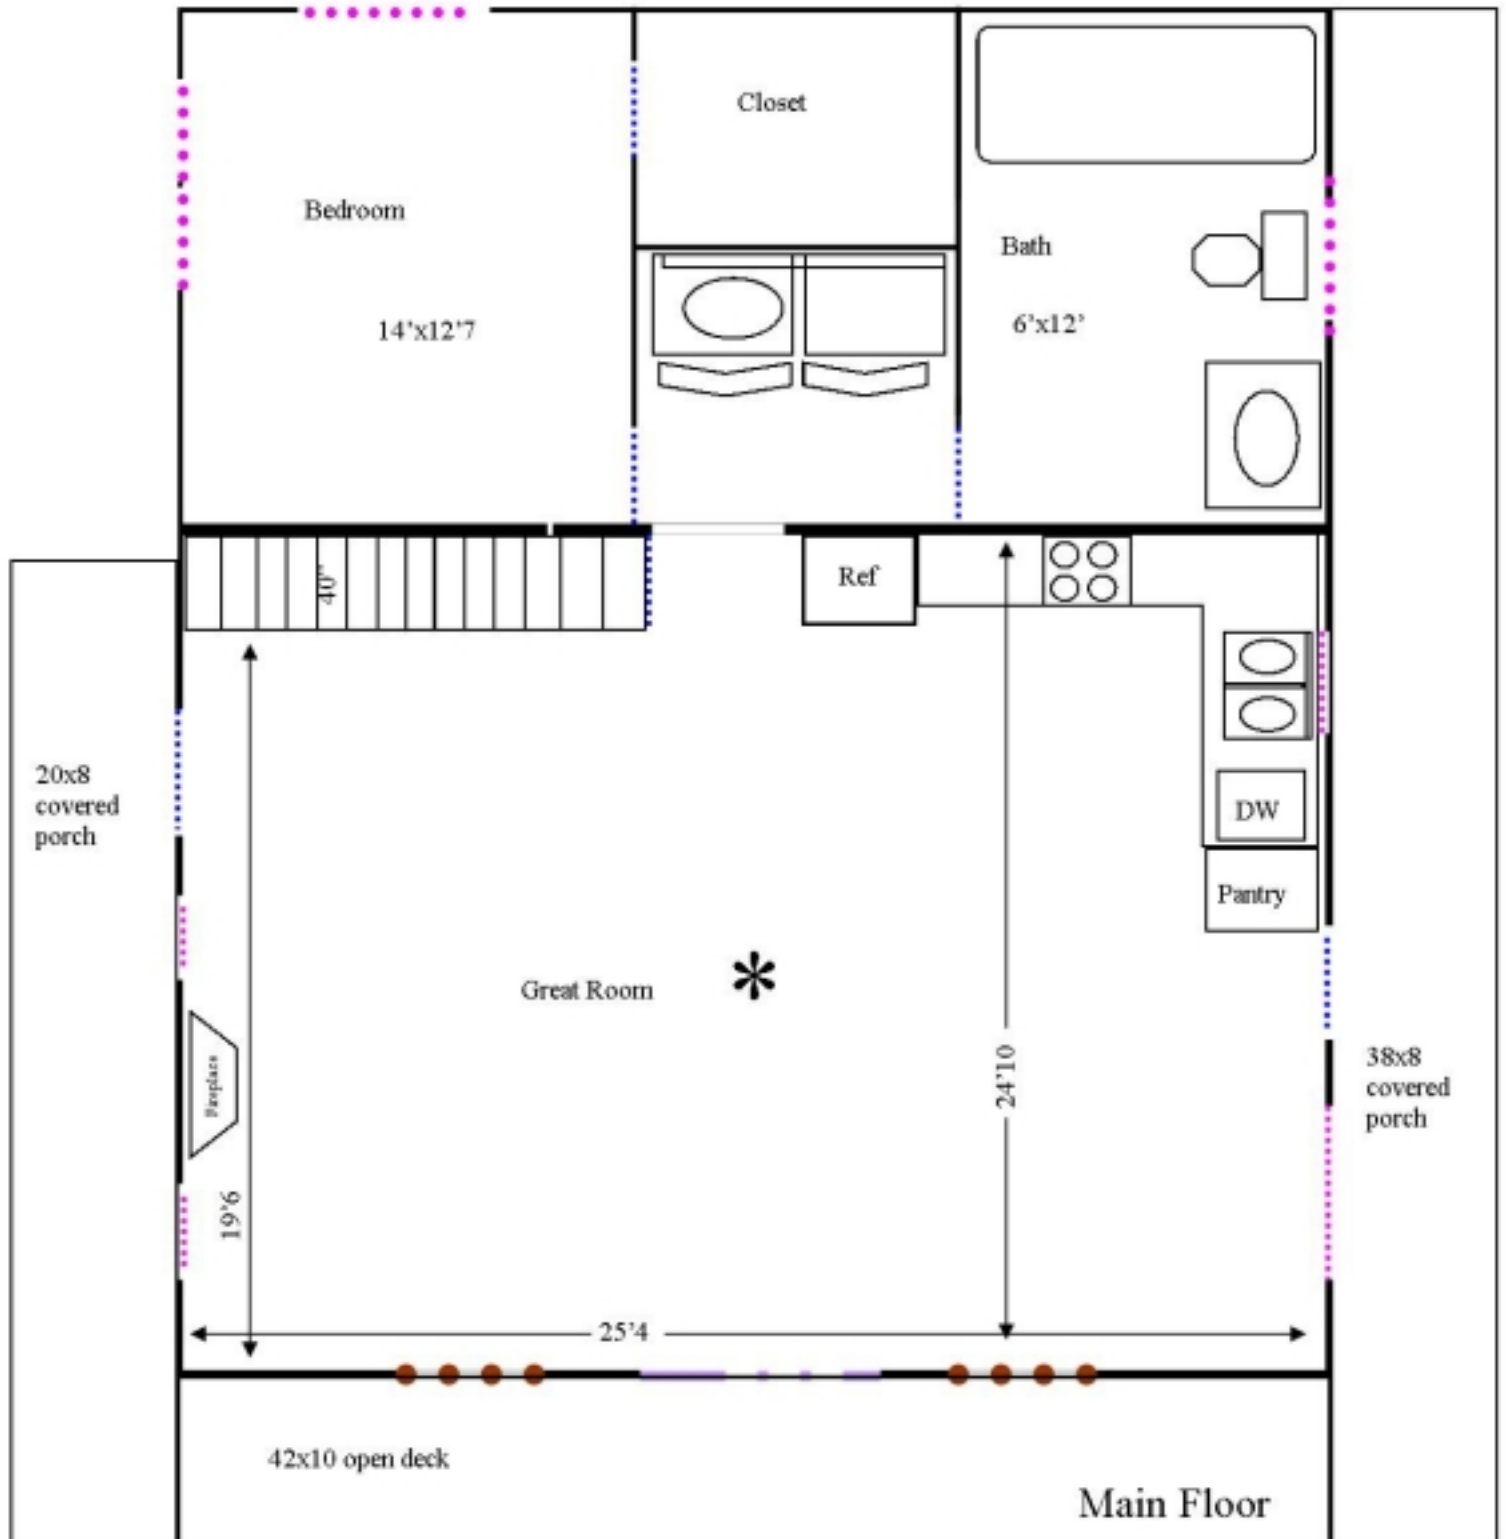 Closet
Bedroom
Bath
14’x12’7
6’x12’
40"
Ref
20x8
covered
porch
DW
Pantry
Great Room
*
Fireplace
24’10
38x8
covered
porch
19’6
25’4
42x10 open deck
Main Floor